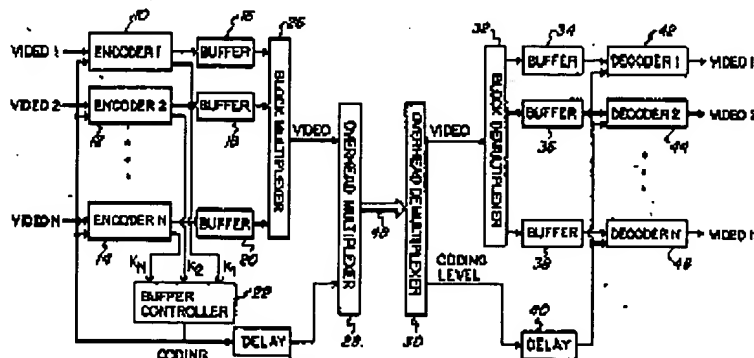 10
16
26
32
34
42
VIDEO 1
ENCODER 1
BUFFER
BUFFER
DECODER 1
VIDEO 1
BLOCK MULTIPLEXER
BLOCK DEMULTIPLEXER
VIDEO 2
ENCODER 2
BUFFER
BUFFER
DECODER 2
VIDEO 2
12
18
36
44
VIDEO
OVERHEAD MULTIPLEXER
OVERHEAD DEMULTIPLEXER
VIDEO
48
VIDEO N
ENCODER N
BUFFER
BUFFER
DECODER N
14
20
38
46
KN
K2
K1
CODING
LEVEL
BUFFER
CONTROLLER
22
40
DELAY
DELAY
CODING
28
30